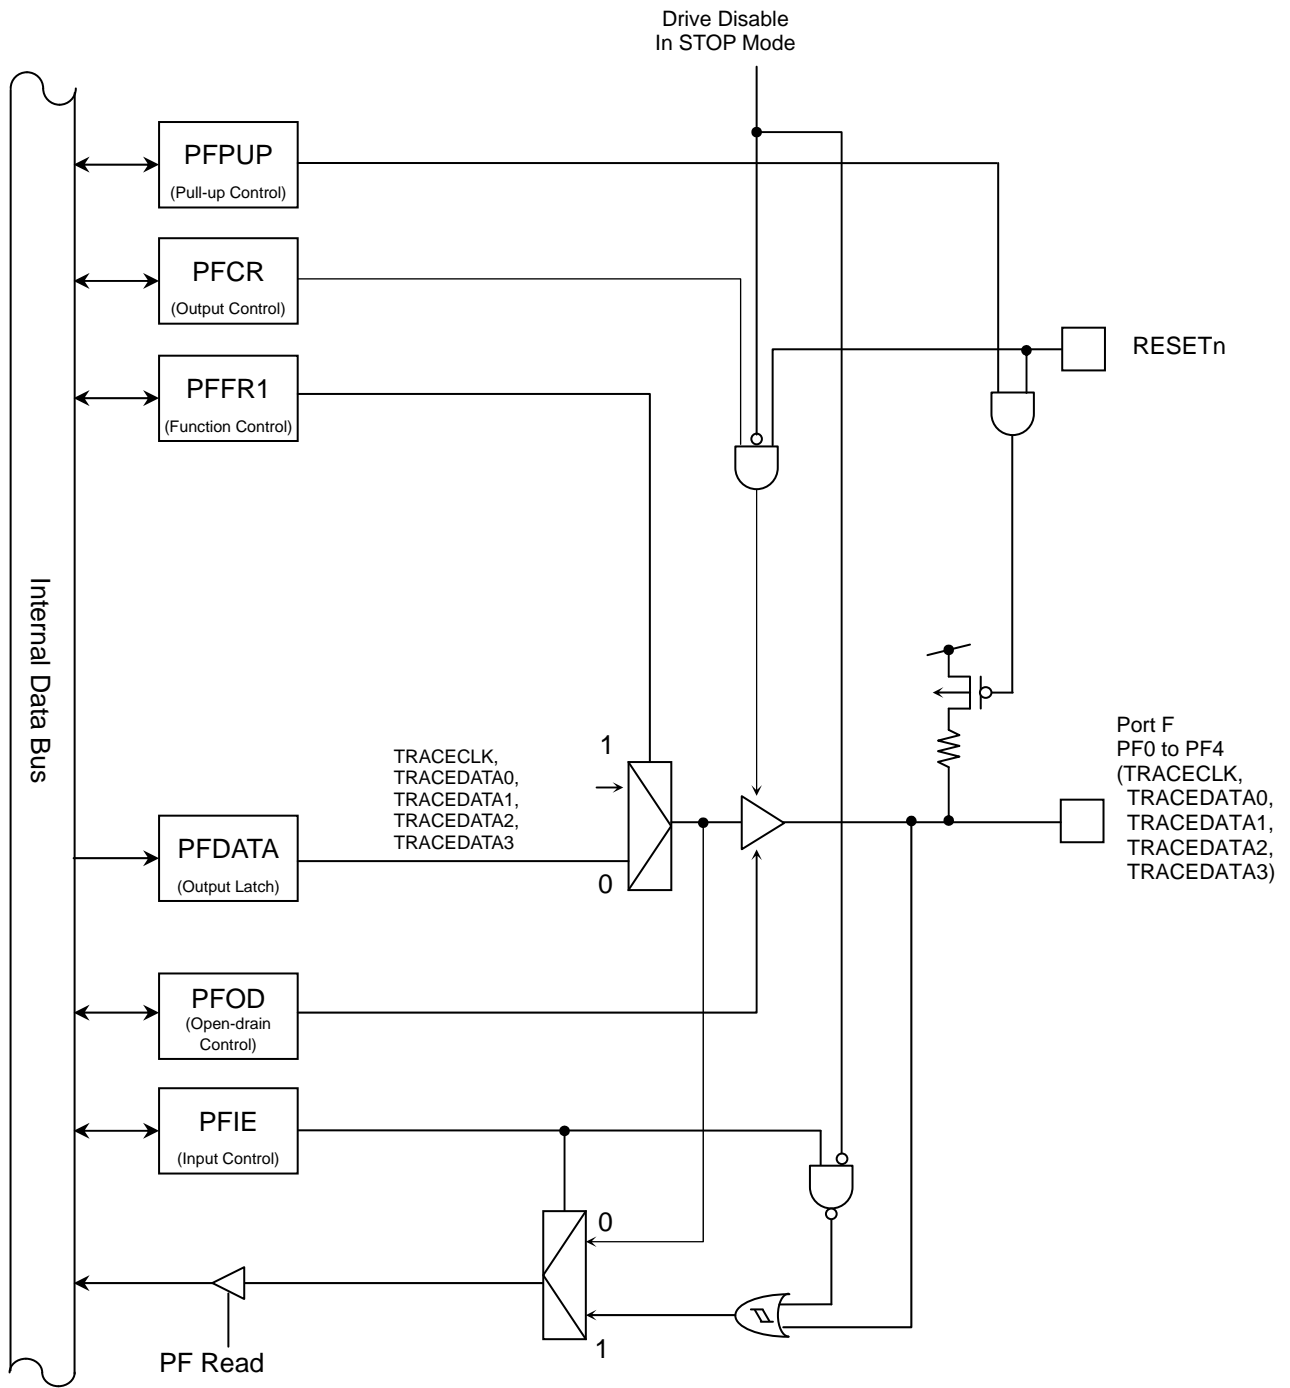 Drive Disable
In STOP Mode
PFPUP
(Pull-up Control)
PFCR
(Output Control)
RESETn
PFFR1
(Function Control)
Internal Data Bus
TRACECLK,
TRACEDATA0,
TRACEDATA1,
TRACEDATA2,
TRACEDATA3
1
0
Port F
PF0 to PF4
(TRACECLK,
TRACEDATA0,
TRACEDATA1,
TRACEDATA2,
TRACEDATA3)
PFDATA
(Output Latch)
PFOD
(Open-drain
Control)
PFIE
(Input Control)
0
1
PF Read